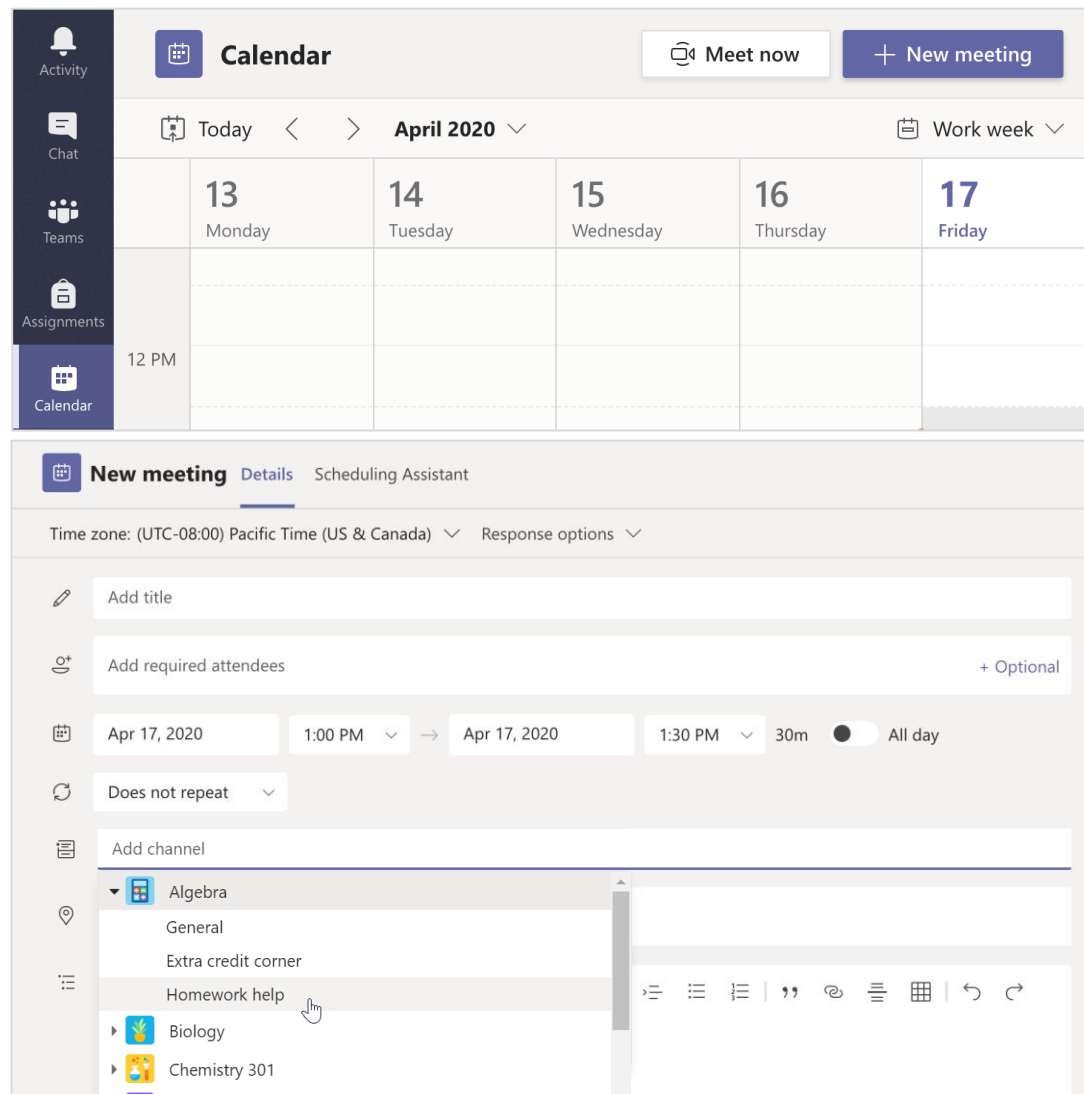 Activity
Chat
Teams
Assignments
Calendar
Calendar
Meet now
New meeting
Today
April 2020
Work week
13
Monday
14
Tuesday
15
Wednesday
16
Thursday
17
Friday
12 PM
New meeting Details Scheduling Assistant
Time zone: (UTC-08:00) Pacific Time (US & Canada) Response options
Add title
Add required attendees + Optional
Apr 17, 2020 1:00 PM → Apr 17, 2020 1:30 PM 30m All day
Does not repeat
Add channel
Algebra
General
Extra credit corner
Homework help
Biology
Chemistry 301